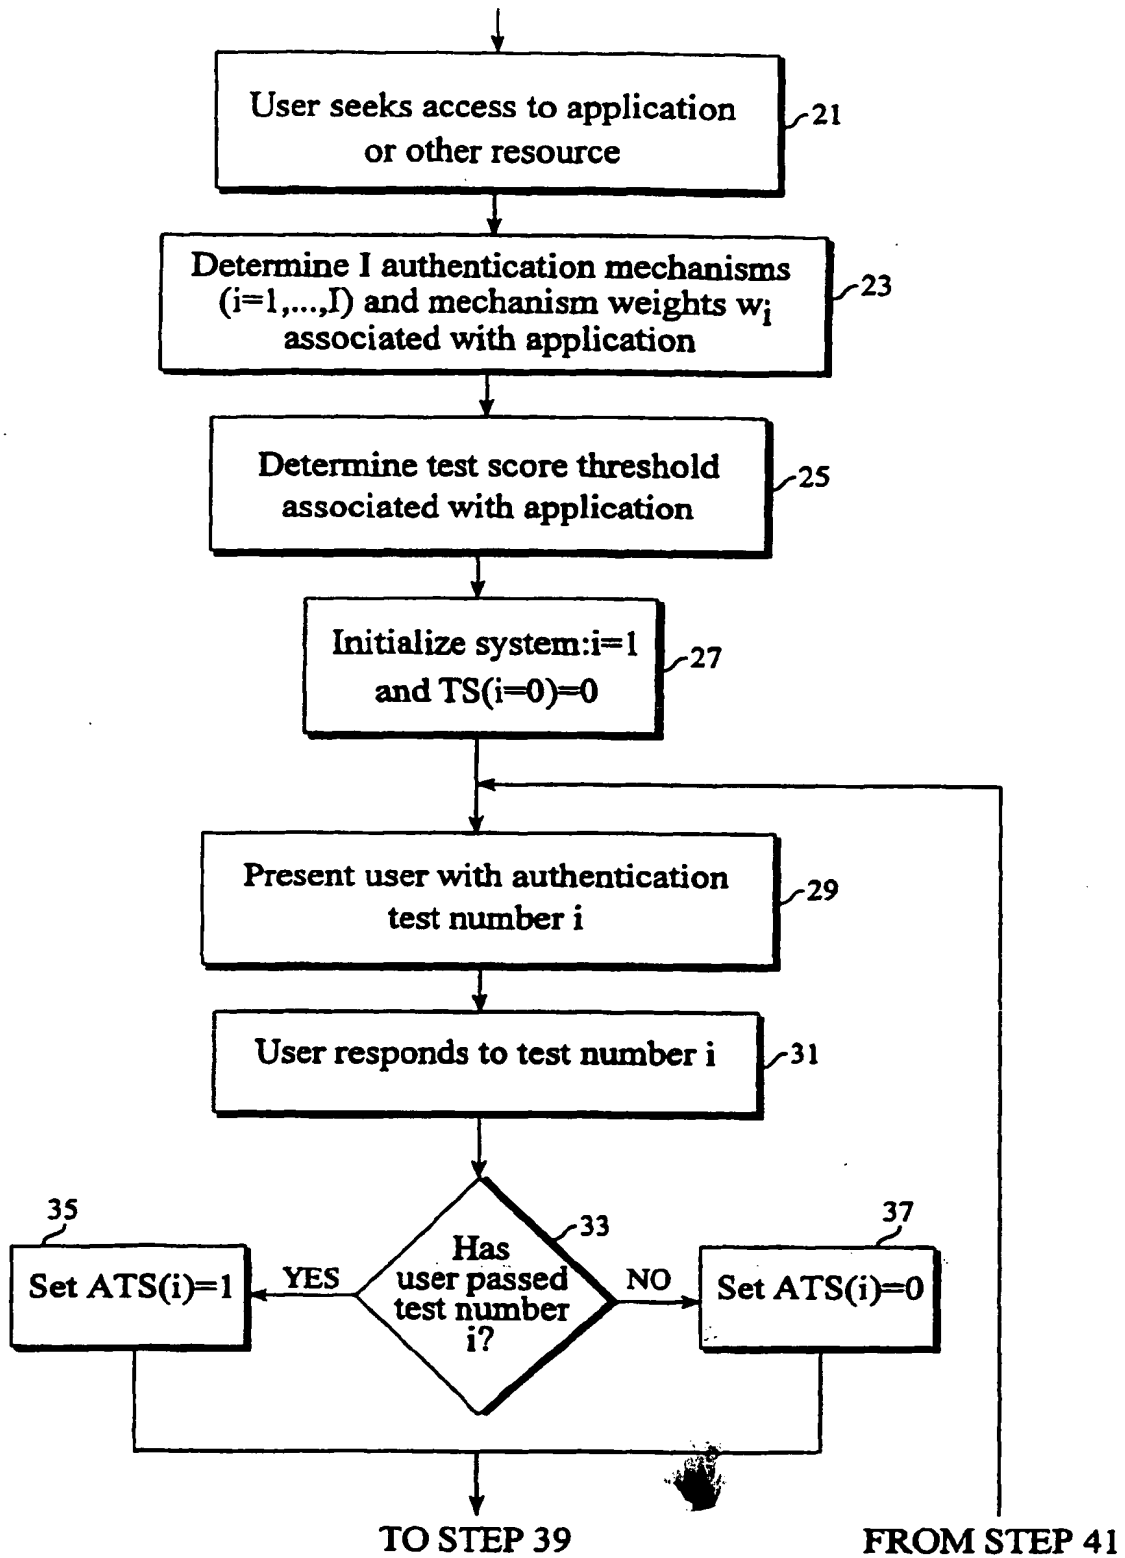 User seeks access to application
or other resource
21
Determine I authentication mechanisms
(i=1,...,I) and mechanism weights wi
associated with application
23
Determine test score threshold
associated with application
25
Initialize system:i=1
and TS(i=0)=0
27
Present user with authentication
test number i
29
User responds to test number i
31
35
Set ATS(i)=1
YES
Has
user passed
test number
i?
33
NO
37
Set ATS(i)=0
TO STEP 39
FROM STEP 41